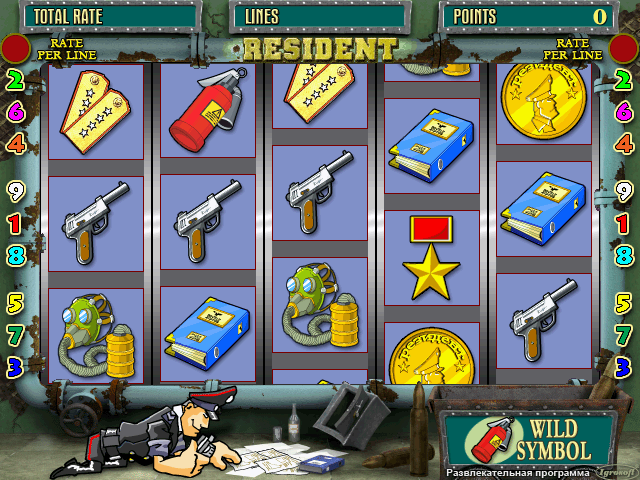 TOTAL RATE
LINES
POINTS 0
RATE PER LINE
RESIDENT
RATE PER LINE
2 2
6 6
4 4
9 9
1 1
8 8
5 5
7 7
3 3
WILD SYMBOL
Развлекательная программа Igrosoft